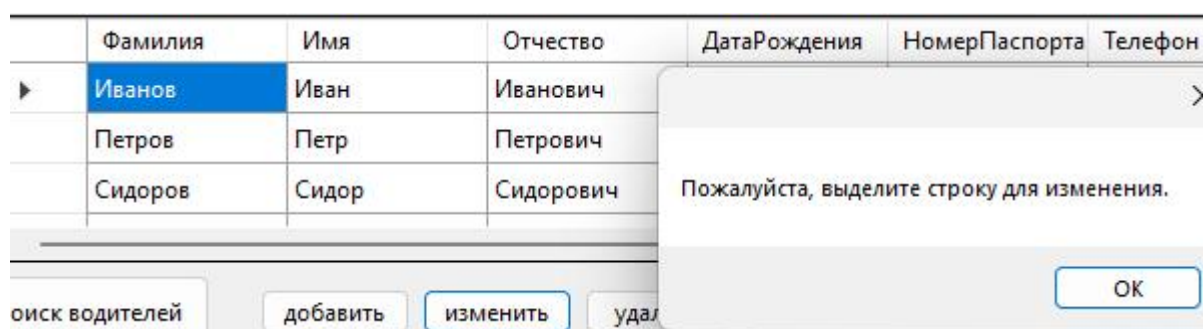 Фамилия Имя Отчество ДатаРождения НомерПаспорта Телефон
Иванов Иван Иванович
Петров Петр Петрович
Сидоров Сидор Сидорович
Пожалуйста, выделите строку для изменения.
OK
оиск водителей добавить изменить удал